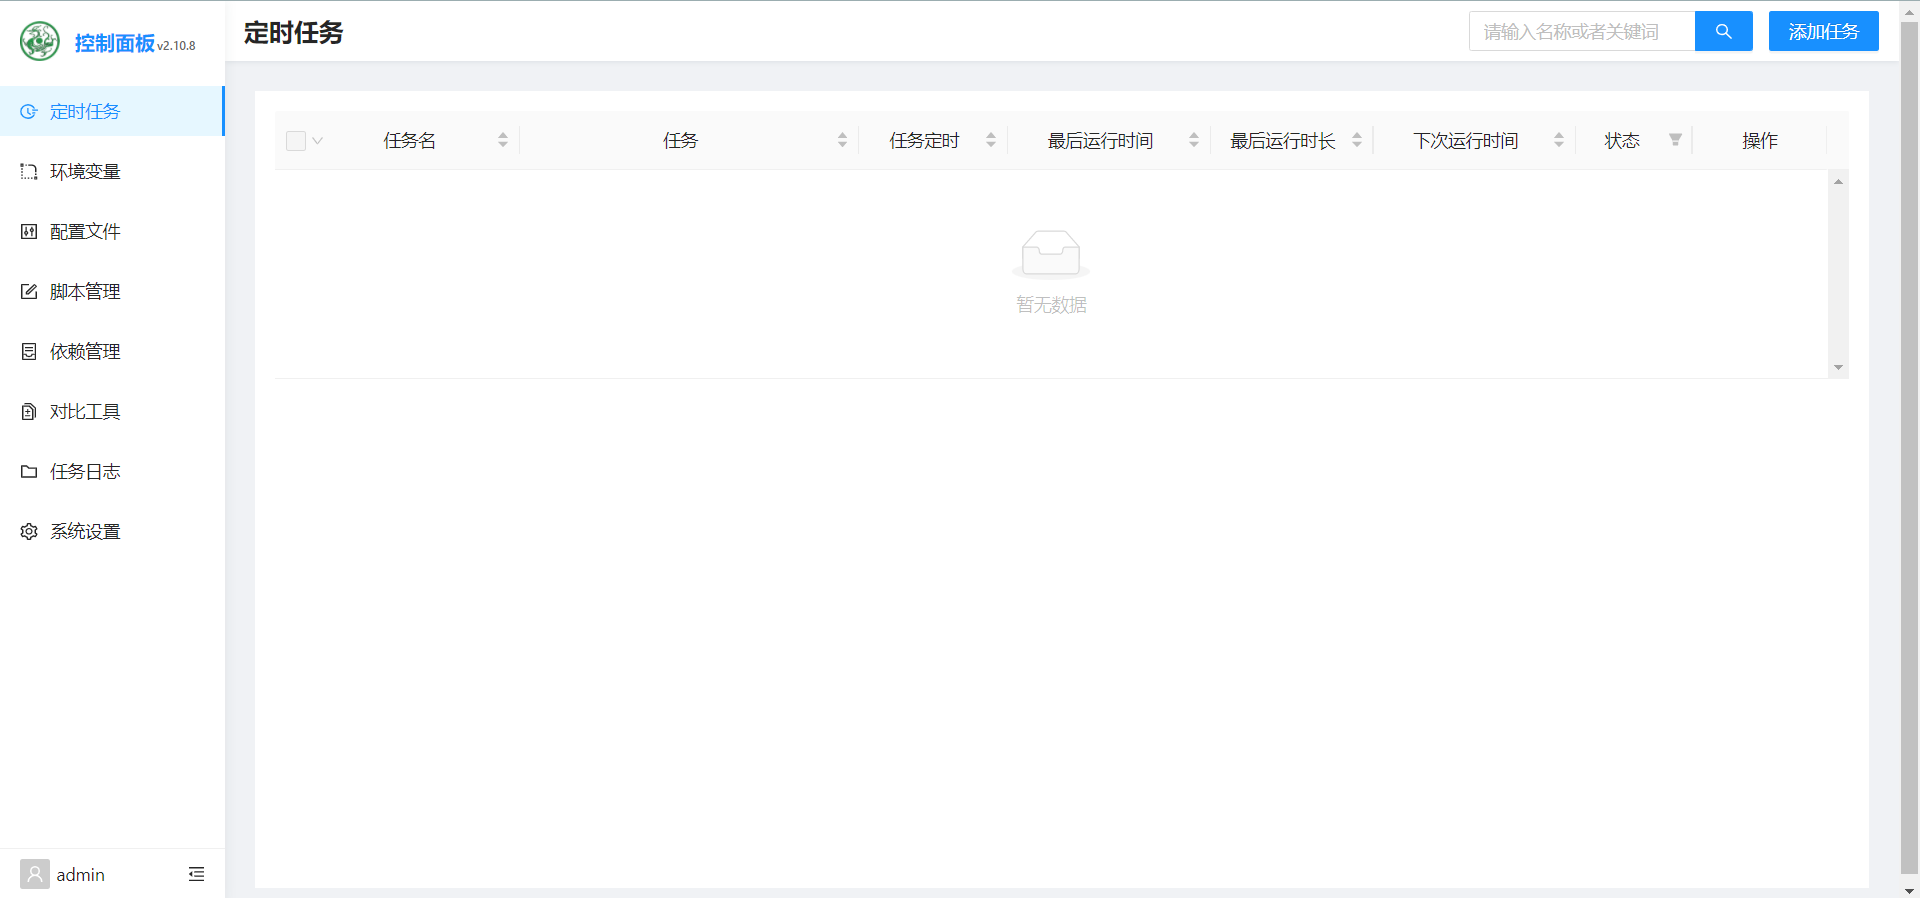 控制面板 v2.10.8
定时任务
环境变量
配置文件
脚本管理
依赖管理
对比工具
任务日志
系统设置
admin
定时任务
请输入名称或者关键词
添加任务
任务名 任务 任务定时 最后运行时间 最后运行时长 下次运行时间 状态 操作
暂无数据